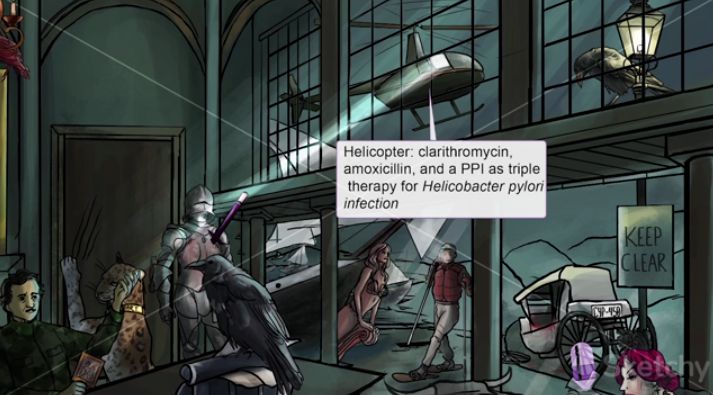 Helicopter: clarithromycin,
amoxicillin, and a PPI as triple
therapy for Helicobacter pylori
infection
KEEP
CLEAR
Sketchy